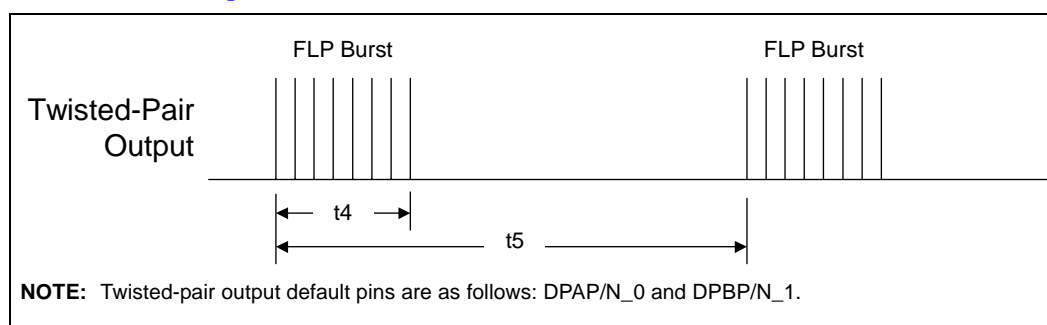 FLP Burst FLP Burst
Twisted-Pair
Output
t4
t5
NOTE: Twisted-pair output default pins are as follows: DPAP/N_0 and DPBP/N_1.